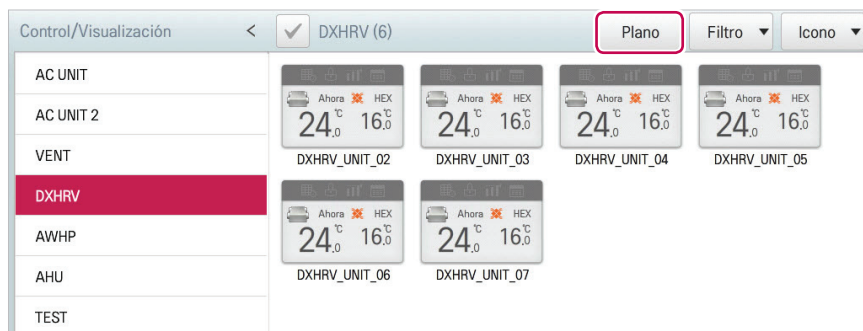 Control/Visualización < DXHRV (6) Plano Filtro ▼ Icono ▼
AC UNIT
AC UNIT 2
VENT
DXHRV
AWHP
AHU
TEST
Ahora HEX Ahora HEX Ahora HEX Ahora HEX
24.0 °C 16.0 °C 24.0 °C 16.0 °C 24.0 °C 16.0 °C 24.0 °C 16.0 °C
DXHRV_UNIT_02 DXHRV_UNIT_03 DXHRV_UNIT_04 DXHRV_UNIT_05
Ahora HEX Ahora HEX
24.0 °C 16.0 °C 24.0 °C 16.0 °C
DXHRV_UNIT_06 DXHRV_UNIT_07